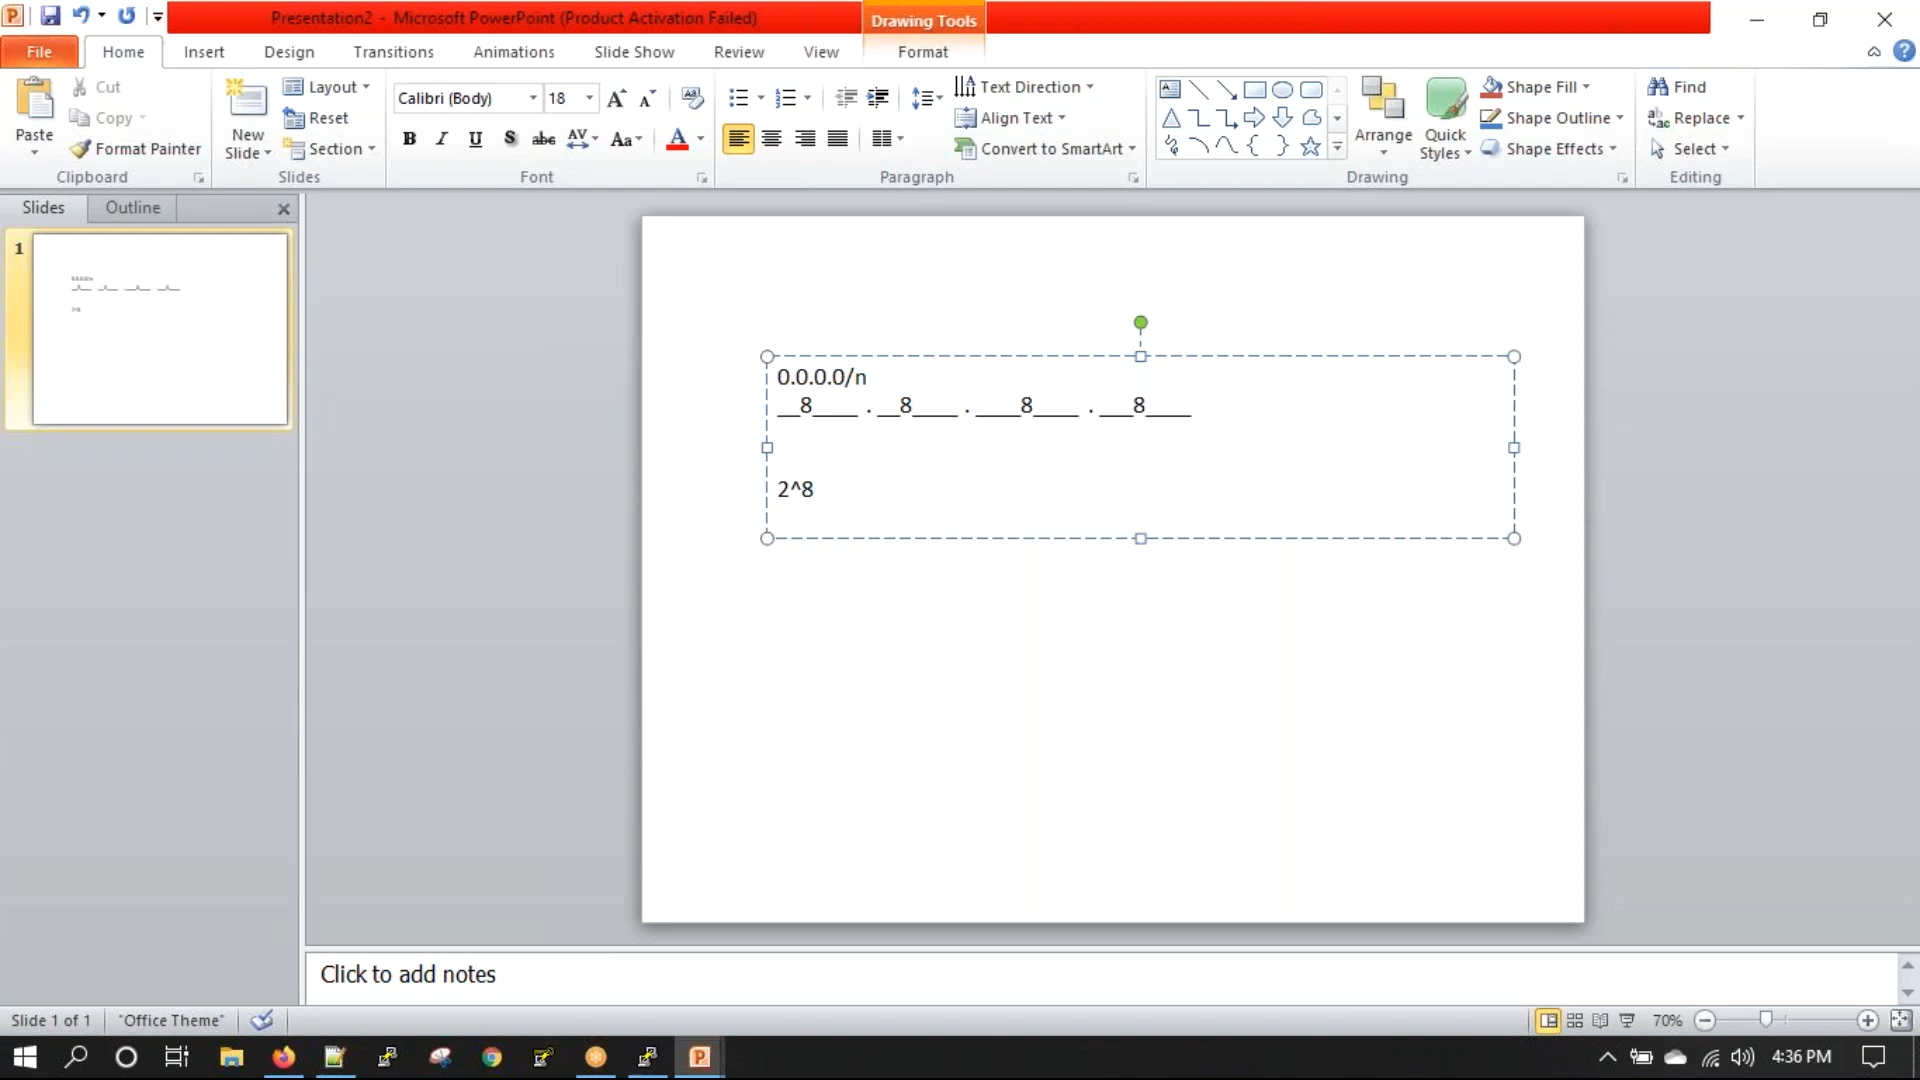 Presentation2 - Microsoft PowerPoint (Product Activation Failed)
Drawing Tools
File
Home
Insert
Design
Transitions
Animations
Slide Show
Review
View
Format
Paste
Cut
Copy
Format Painter
Clipboard
New
Slide
Layout
Reset
Section
Slides
Calibri (Body)
18
Font
Text Direction
Align Text
Convert to SmartArt
Paragraph
Arrange
Quick
Styles
Shape Fill
Shape Outline
Shape Effects
Drawing
Find
Replace
Select
Editing
Slides
Outline
1
0.0.0.0/n
__8____ . __8____ . ____8____ . ___8____
2^8
Click to add notes
Slide 1 of 1
"Office Theme"
70%
4:36 PM